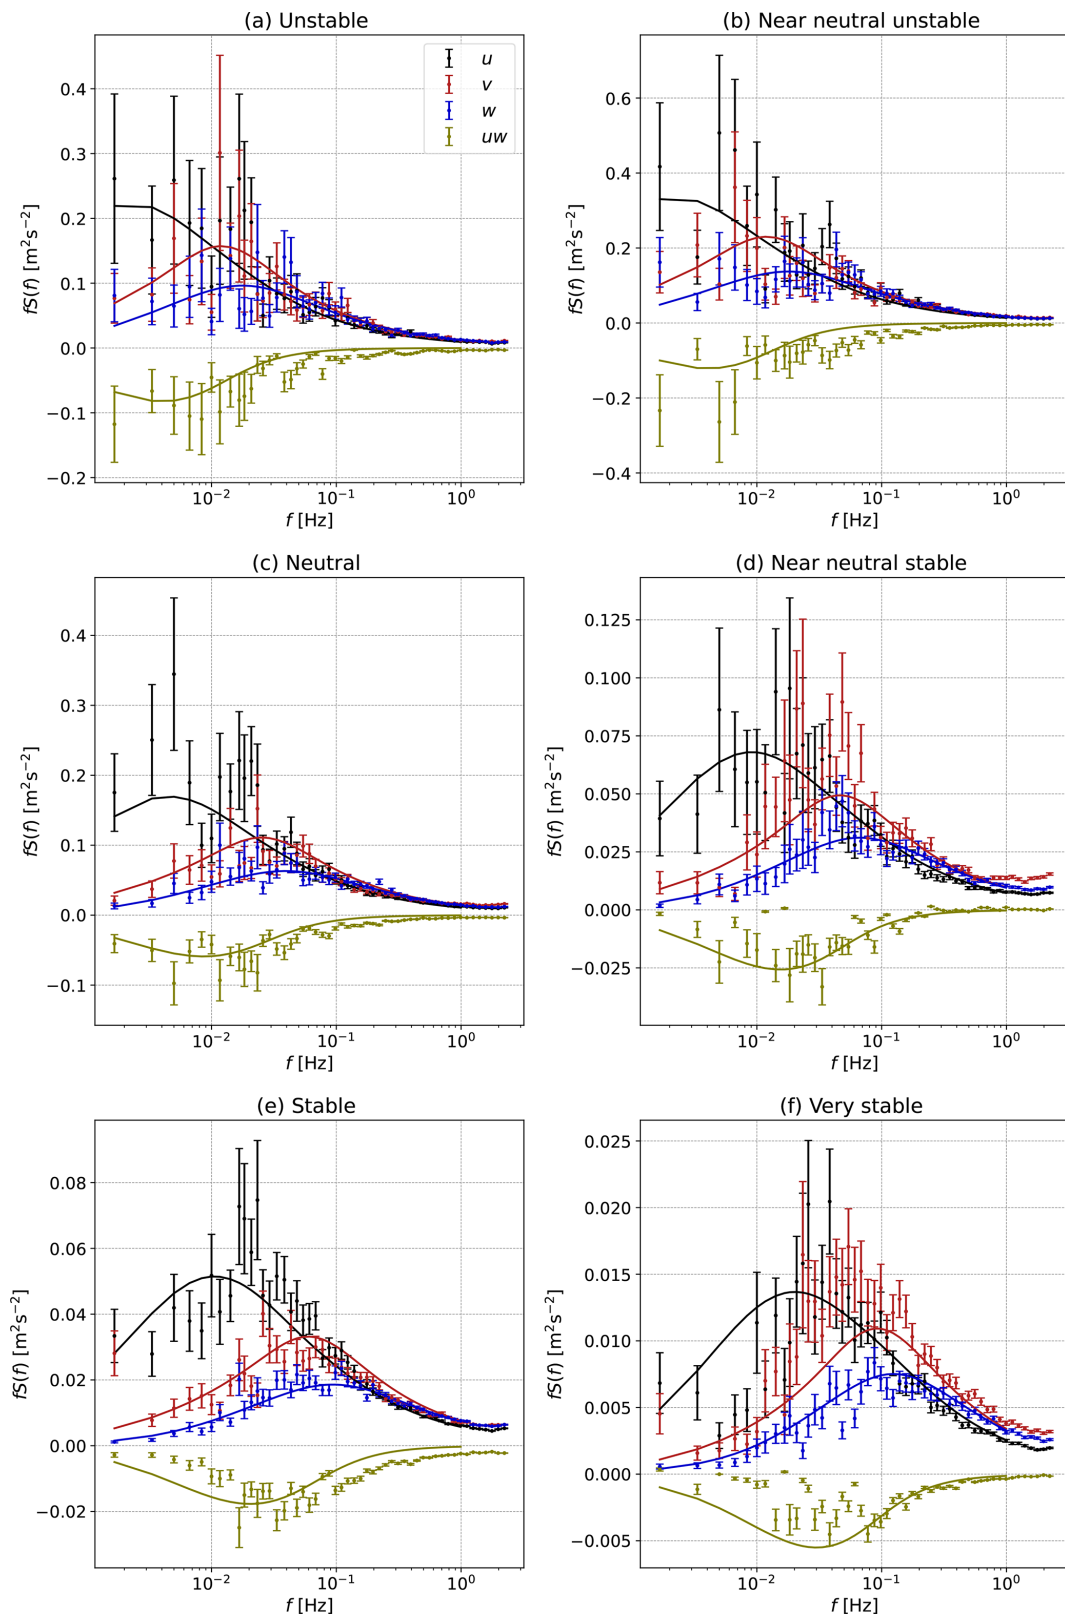 (a) Unstable
fS(f) [m²s⁻²]
0.4
0.3
0.2
0.1
0.0
−0.1
−0.2
u
v
w
uw
10⁻²
10⁻¹
10⁰
f [Hz]
(b) Near neutral unstable
fS(f) [m²s⁻²]
0.6
0.4
0.2
0.0
−0.2
−0.4
10⁻²
10⁻¹
10⁰
f [Hz]
(c) Neutral
fS(f) [m²s⁻²]
0.4
0.3
0.2
0.1
0.0
−0.1
10⁻²
10⁻¹
10⁰
f [Hz]
(d) Near neutral stable
fS(f) [m²s⁻²]
0.125
0.100
0.075
0.050
0.025
0.000
−0.025
10⁻²
10⁻¹
10⁰
f [Hz]
(e) Stable
fS(f) [m²s⁻²]
0.08
0.06
0.04
0.02
0.00
−0.02
10⁻²
10⁻¹
10⁰
f [Hz]
(f) Very stable
fS(f) [m²s⁻²]
0.025
0.020
0.015
0.010
0.005
0.000
−0.005
10⁻²
10⁻¹
10⁰
f [Hz]